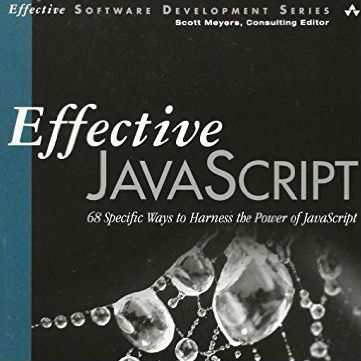 Effective SOFTWARE DEVELOPMENT SERIES
Scott Meyers, Consulting Editor
Effective
JAVASCRIPT
68 Specific Ways to Harness the Power of JavaScript